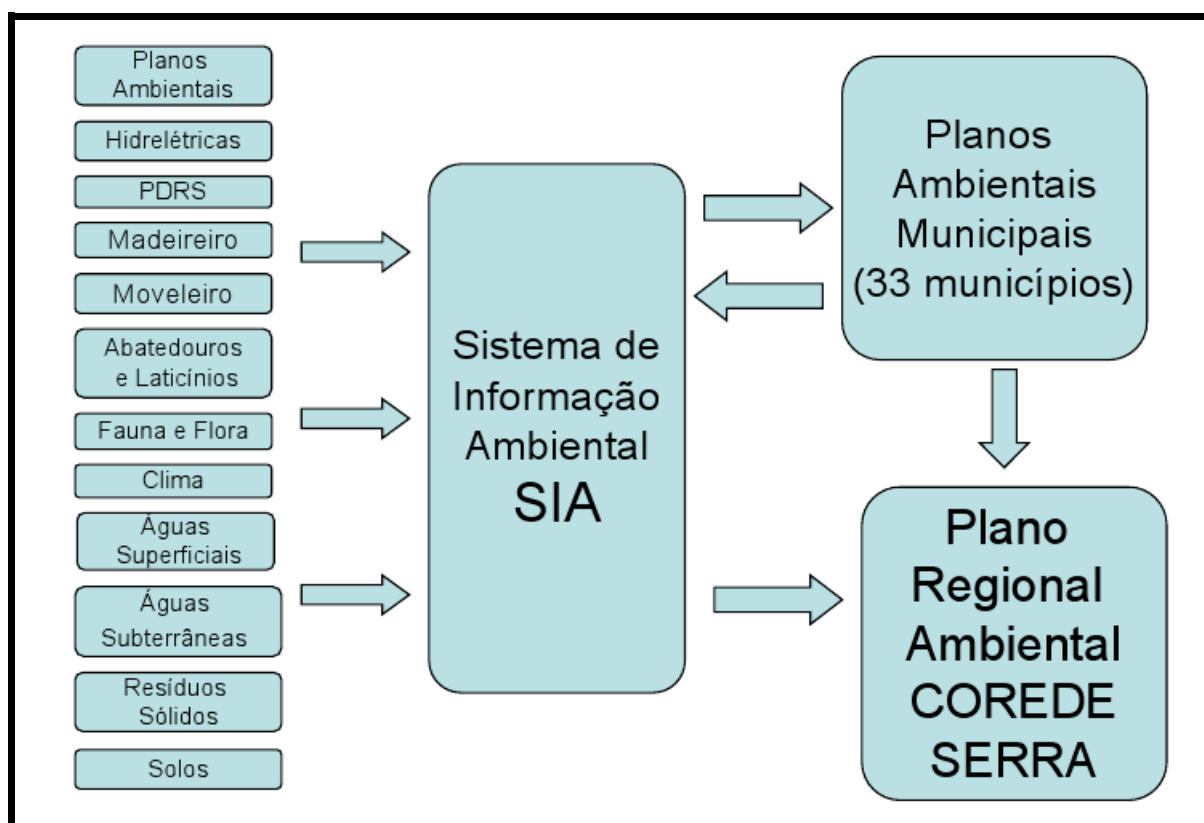 Planos
Ambientais
Hidrelétricas
PDRS
Madeireiro
Moveleiro
Abatedouros
e Laticínios
Fauna e Flora
Clima
Águas
Superficiais
Águas
Subterrâneas
Resíduos
Sólidos
Solos
Sistema de
Informação
Ambiental
SIA
Planos
Ambientais
Municipais
(33 municípios)
Plano
Regional
Ambiental
COREDE
SERRA